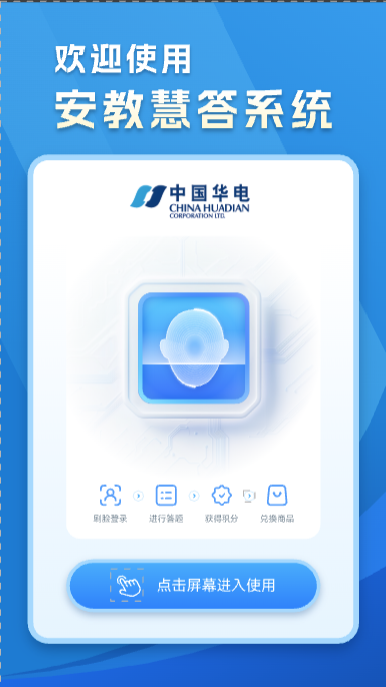 欢迎使用
安教慧答系统
中国华电
CHINA HUADIAN
CORPORATION LTD.
刷脸登录
进行答题
获得积分
兑换商品
点击屏幕进入使用